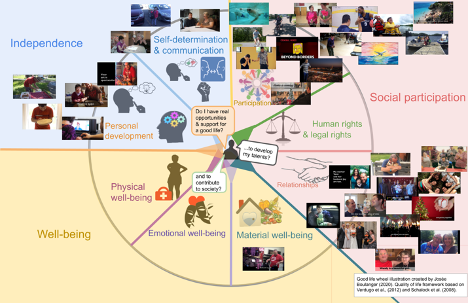 Independence
Self-determination
& communication
Social participation
BEYOND BORDERS
Participation
Do I have real
opportunities
& support for
a good life?
Human rights
& legal rights
Personal
development
...to develop
my talents?
and to
contribute
to society?
Relationships
Physical
well-being
Well-being
Emotional well-being
Material well-being
Good life wheel illustration created by Josée
Boulanger (2020). Quality of life framework based on
Verdugo et al., (2012) and Schalock et al. (2008).